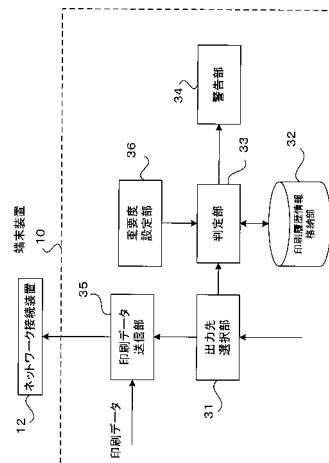 端末装置
10
12
ネットワーク接続装置
35
印刷データ
送信部
印刷データ
36
重要度
設定部
34
警告部
33
判定部
31
出力先
選択部
32
印刷履歴情報
格納部